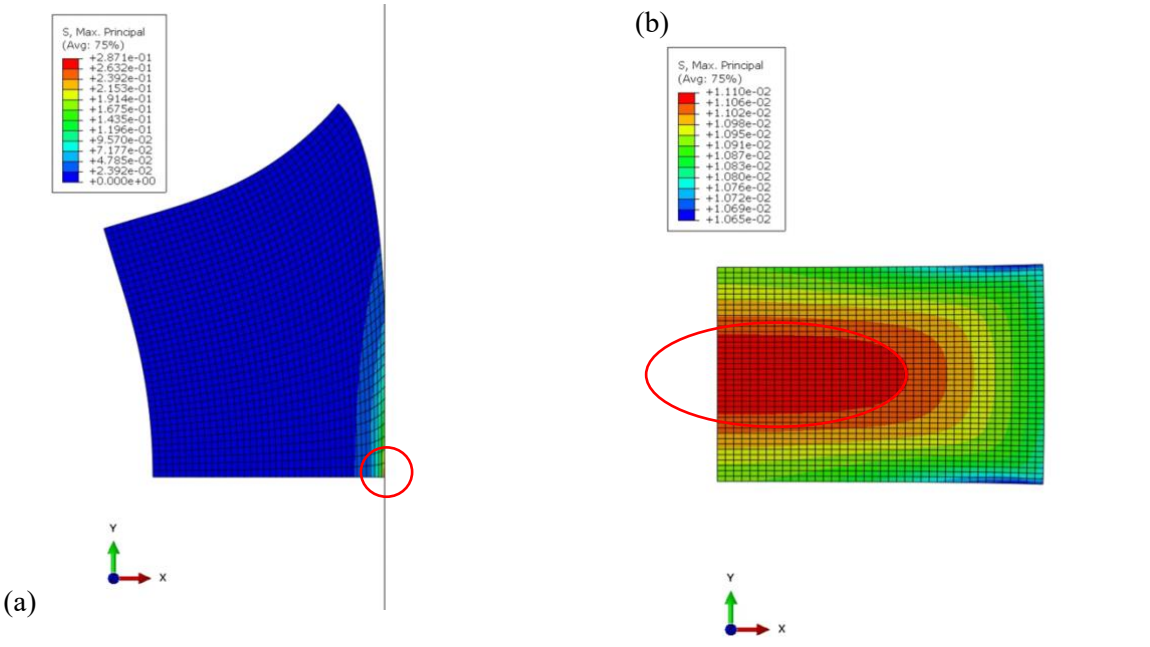 S, Max. Principal
(Avg: 75%)
+2.871e-01
+2.632e-01
+2.392e-01
+2.153e-01
+1.914e-01
+1.675e-01
+1.435e-01
+1.196e-01
+9.570e-02
+7.177e-02
+4.785e-02
+2.392e-02
+0.000e+00
Y
X
(a)
(b)
S, Max. Principal
(Avg: 75%)
+1.110e-02
+1.106e-02
+1.102e-02
+1.098e-02
+1.095e-02
+1.091e-02
+1.087e-02
+1.083e-02
+1.080e-02
+1.076e-02
+1.072e-02
+1.069e-02
+1.065e-02
Y
X